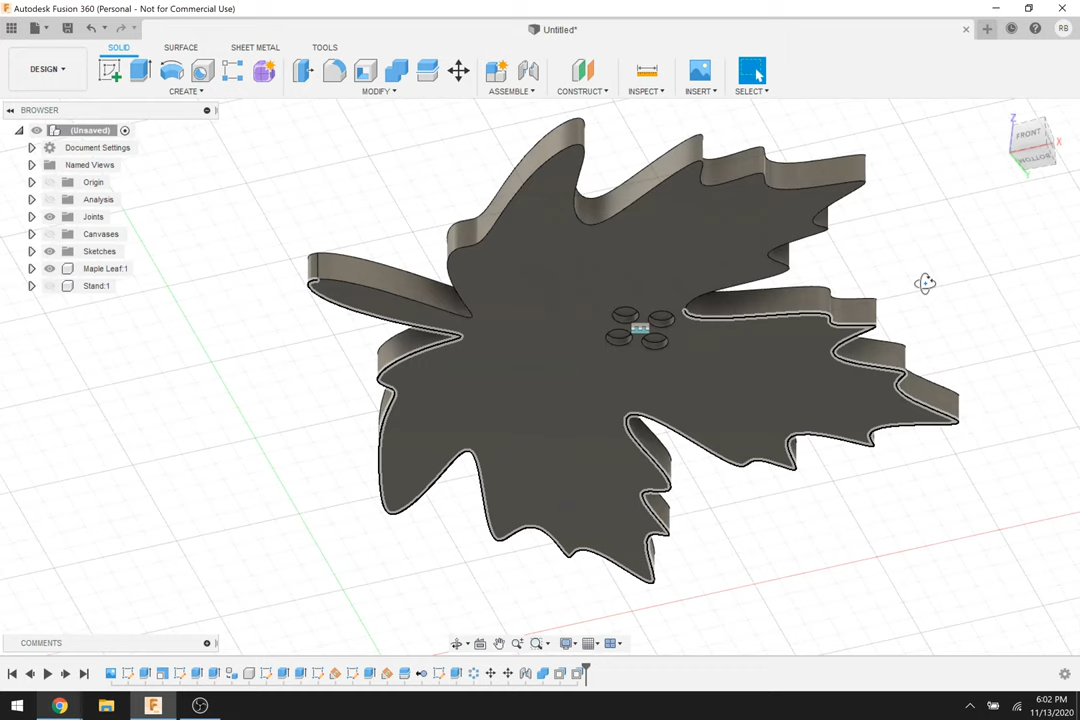 Autodesk Fusion 360 (Personal - Not for Commercial Use)
Untitled*
RB
DESIGN
SOLID
SURFACE
SHEET METAL
TOOLS
CREATE
MODIFY
ASSEMBLE
CONSTRUCT
INSPECT
INSERT
SELECT
BROWSER
(Unsaved)
Document Settings
Named Views
Origin
Analysis
Joints
Canvases
Sketches
Maple Leaf:1
Stand:1
Z
FRONT
X
BOTTOM
COMMENTS
6:02 PM
11/13/2020